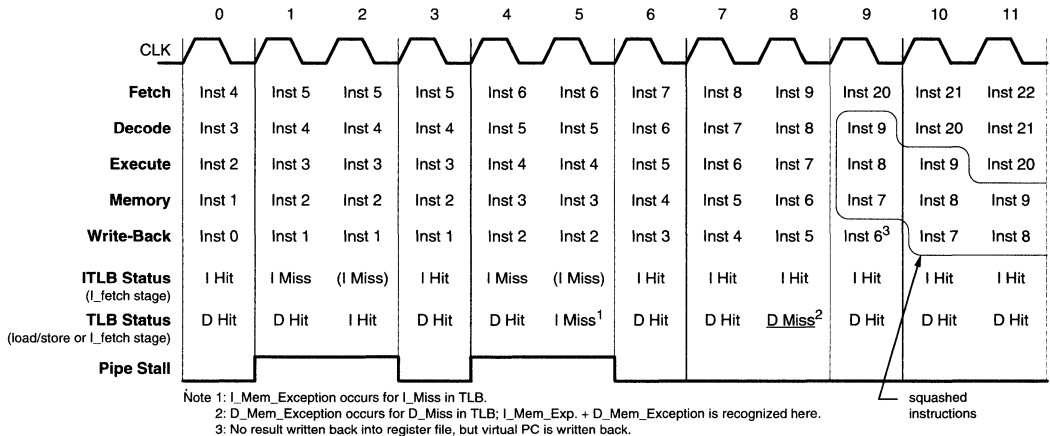 0 1 2 3 4 5 6 7 8 9 10 11
CLK
Fetch Inst 4 Inst 5 Inst 5 Inst 5 Inst 6 Inst 6 Inst 7 Inst 8 Inst 9 Inst 20 Inst 21 Inst 22
Decode Inst 3 Inst 4 Inst 4 Inst 4 Inst 5 Inst 5 Inst 6 Inst 7 Inst 8 Inst 9 Inst 20 Inst 21
Execute Inst 2 Inst 3 Inst 3 Inst 3 Inst 4 Inst 4 Inst 5 Inst 6 Inst 7 Inst 8 Inst 9 Inst 20
Memory Inst 1 Inst 2 Inst 2 Inst 2 Inst 3 Inst 3 Inst 4 Inst 5 Inst 6 Inst 7 Inst 8 Inst 9
Write-Back Inst 0 Inst 1 Inst 1 Inst 1 Inst 2 Inst 2 Inst 3 Inst 4 Inst 5 Inst 6³ Inst 7 Inst 8
ITLB Status I Hit I Miss (I Miss) I Hit I Miss (I Miss) I Hit I Hit I Hit I Hit I Hit I Hit
(I_fetch stage)
TLB Status D Hit D Hit I Hit D Hit D Hit I Miss¹ D Hit D Hit D Miss² D Hit D Hit D Hit
(load/store or I_fetch stage)
Pipe Stall
Note 1: I_Mem_Exception occurs for I_Miss in TLB.
2: D_Mem_Exception occurs for D_Miss in TLB; I_Mem_Exp. + D_Mem_Exception is recognized here.
3: No result written back into register file, but virtual PC is written back.
squashed
instructions